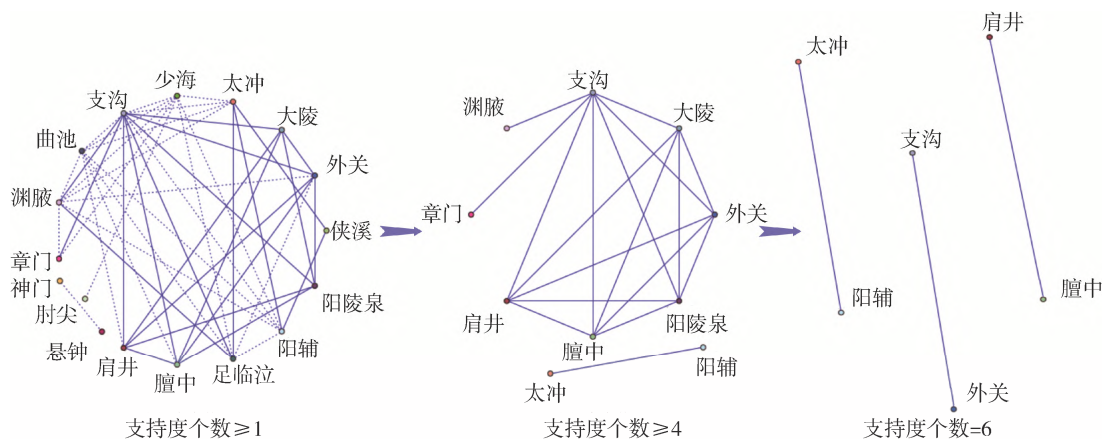 少海
太冲
支沟
大陵
曲池
外关
渊腋
侠溪
章门
神门
阳陵泉
肘尖
阳辅
悬钟
肩井
膻中
足临泣
支持度个数≥1
支沟
渊腋
大陵
章门
外关
肩井
阳陵泉
膻中
阳辅
太冲
支持度个数≥4
肩井
太冲
支沟
阳辅
膻中
外关
支持度个数=6